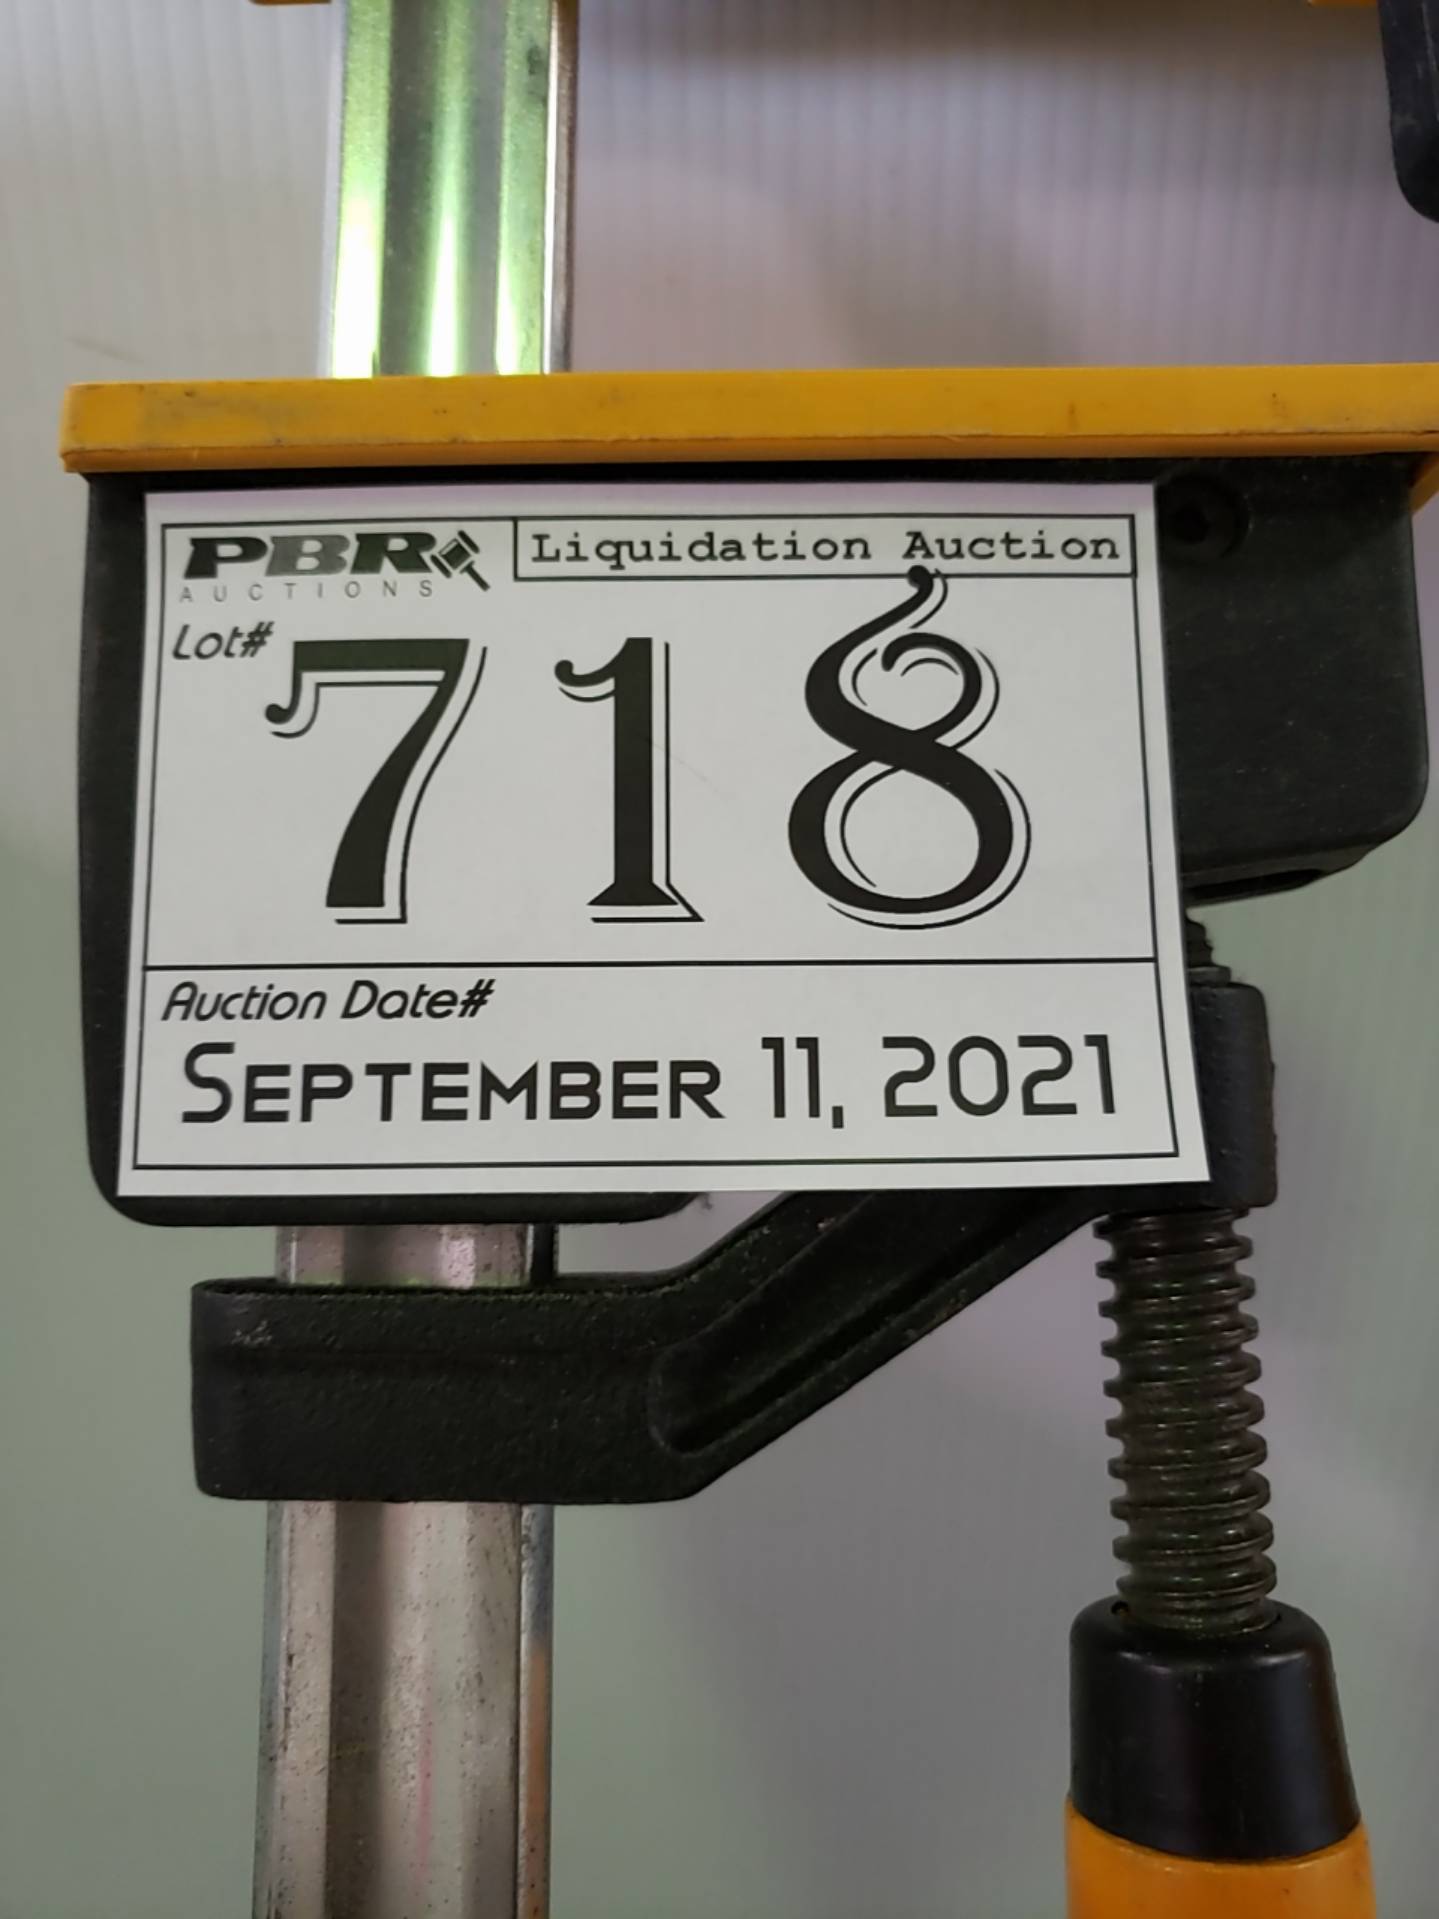 PBR
AUCTIONS
Liquidation Auction
Lot#
718
Auction Date#
September 11, 2021